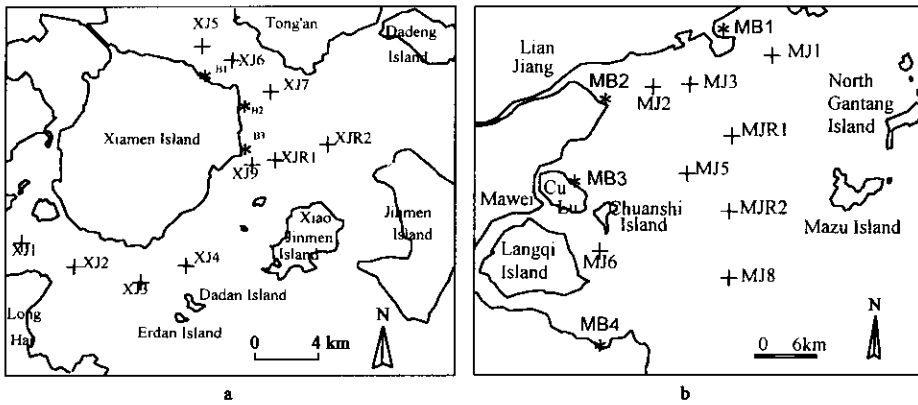 XJ5
Tong'an
Dadeng
Island
XJ6
B1
XJ7
B2
Xiamen Island
B3
XJR2
XJ9
XJR1
Xiao
Jinmen
Island
Jinmen
Island
XJ1
XJ2
XJ4
XJ3
Dadan Island
Long
Hai
Erdan Island
N
0 4 km
a
MB1
Lian
Jiang
MJ1
MB2
MJ2
MJ3
North
Gantang
Island
MJR1
MJ5
MB3
Cu
Lu
Mawei
Chuanshi
Island
MJR2
Mazu Island
Langqi
Island
MJ6
MJ8
N
MB4
0 6km
b